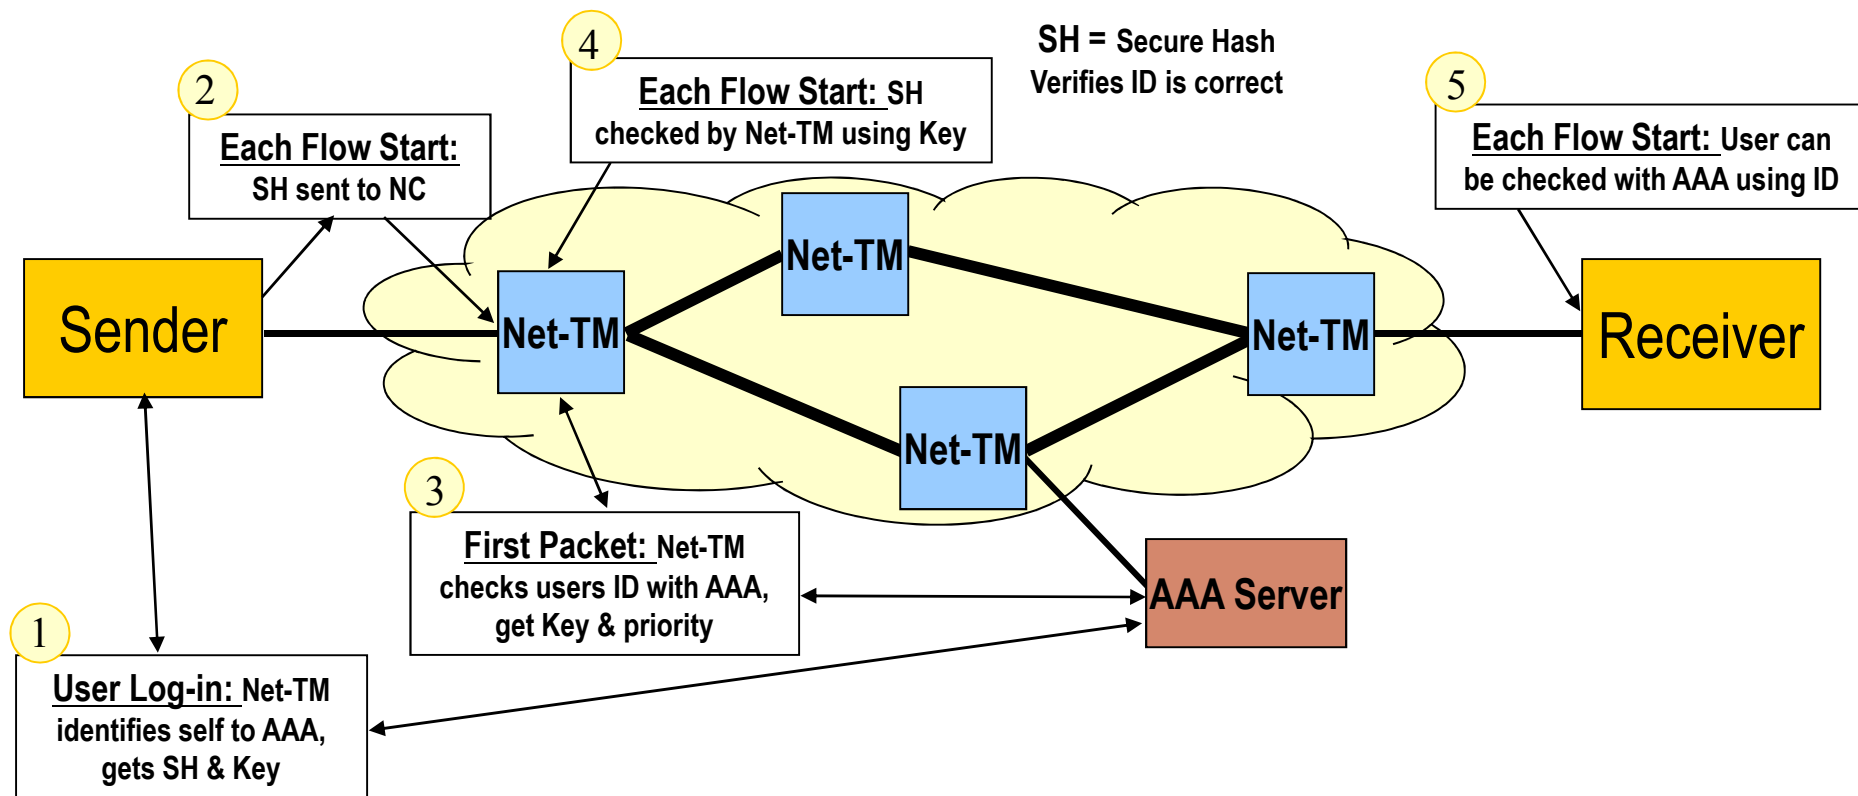 SH = Secure Hash
Verifies ID is correct
1
User Log-in: Net-TM
identifies self to AAA,
gets SH & Key
2
Each Flow Start:
SH sent to NC
3
First Packet: Net-TM
checks users ID with AAA,
get Key & priority
4
Each Flow Start: SH
checked by Net-TM using Key
5
Each Flow Start: User can
be checked with AAA using ID
Sender
Net-TM
Net-TM
Net-TM
Net-TM
Receiver
AAA Server